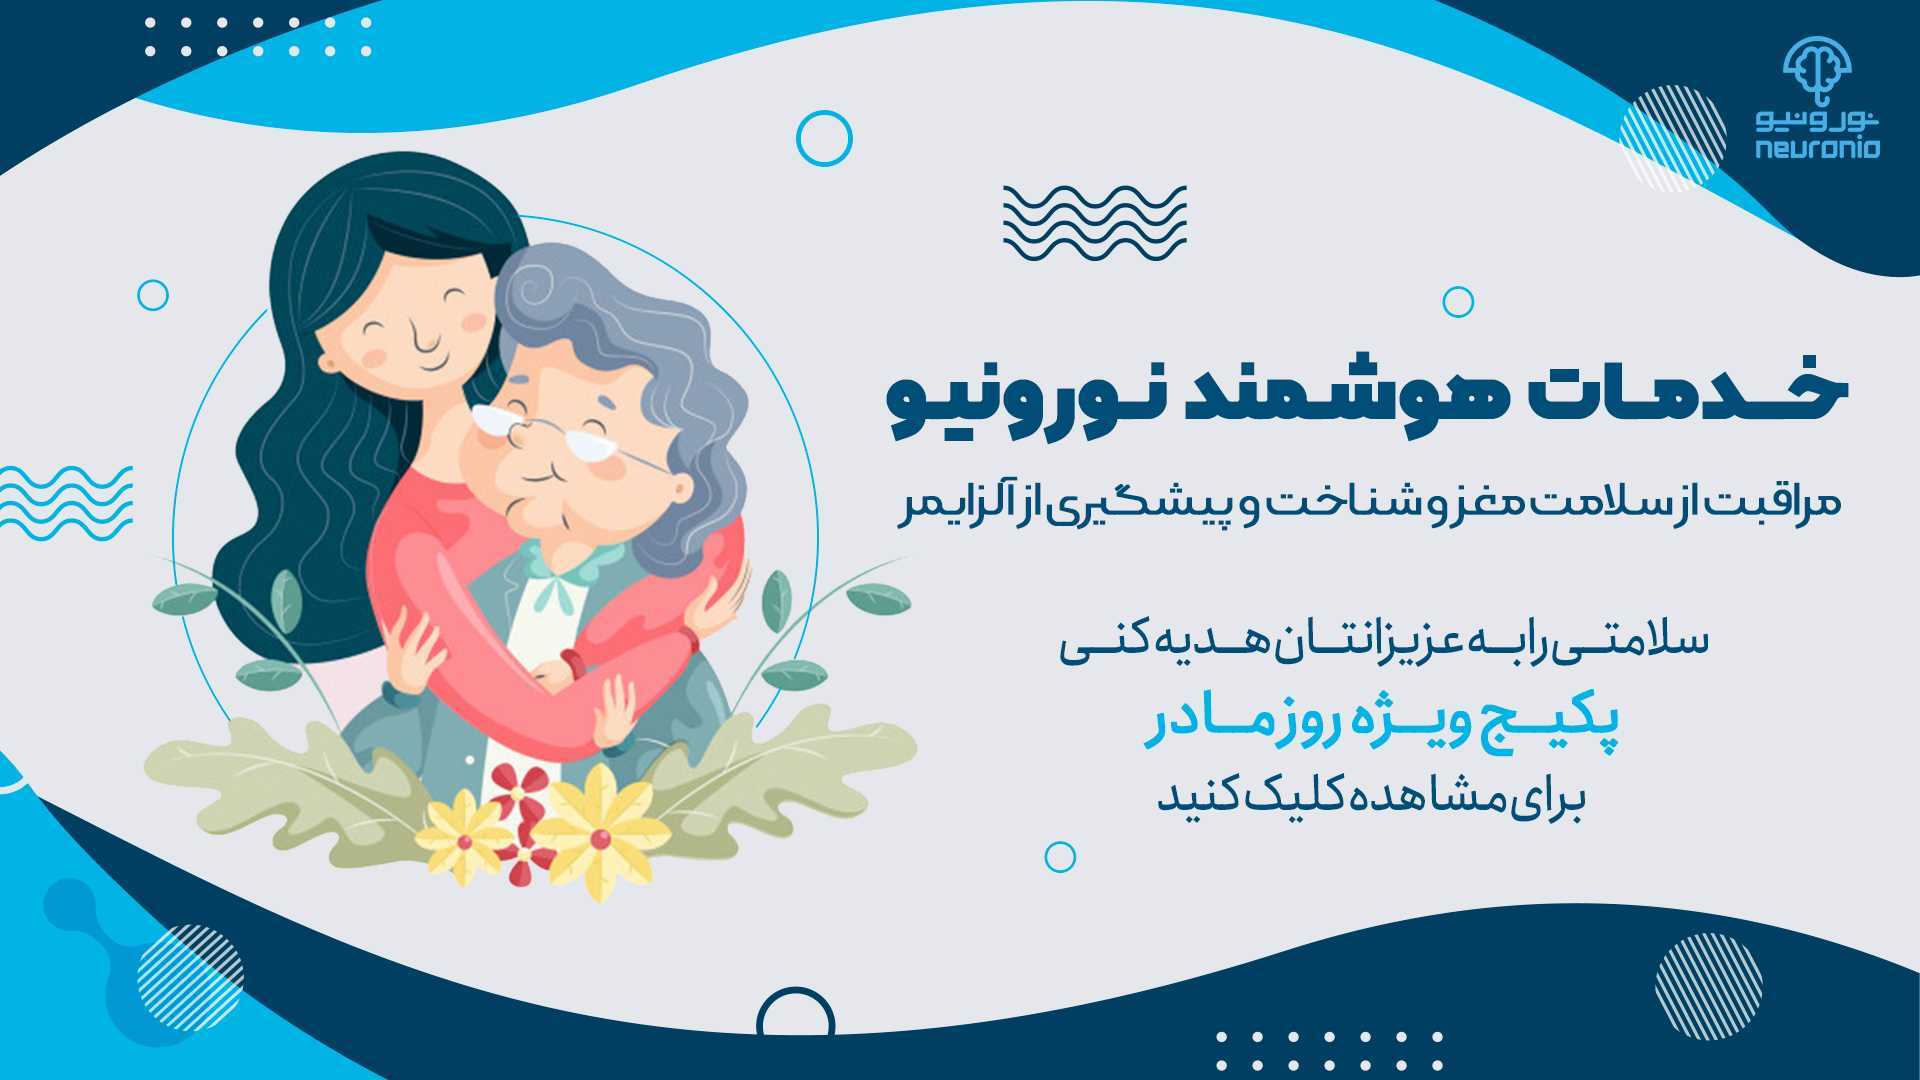 نورونیو
neuronio
خدمات هوشمند نورونیو
مراقبت از سلامت مغز و شناخت و پیشگیری از آلزایمر
سلامتی را به عزیزانتان هدیه کنی
پکیج ویژه روز مادر
برای مشاهده کلیک کنید